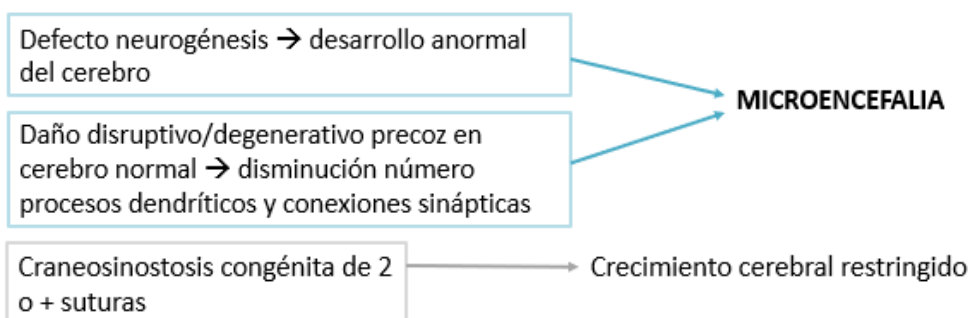 Defecto neurogénesis → desarrollo anormal
del cerebro
MICROENCEFALIA
Daño disruptivo/degenerativo precoz en
cerebro normal → disminución número
procesos dendríticos y conexiones sinápticas
Craneosinostosis congénita de 2
o + suturas
Crecimiento cerebral restringido